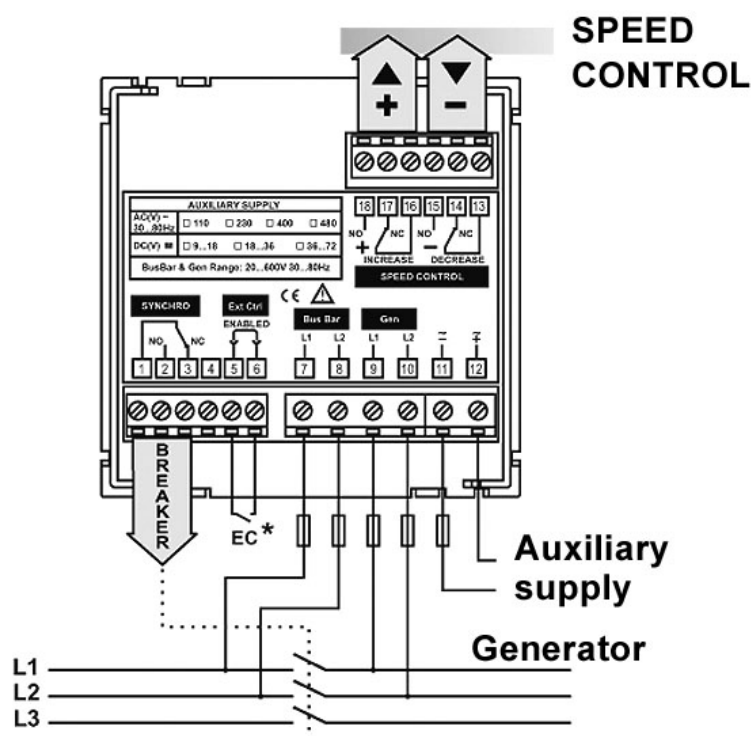 SPEED
CONTROL
+ −
AUXILIARY SUPPLY
AC(V) ~
30..80Hz
110 230 400 480
DC(V) 9...18 18...36 36...72
BusBar & Gen Range: 20...600V 30..80Hz
18 17 16 15 14 13
NO NC NO NC
+ −
INCREASE DECREASE
SPEED CONTROL
CE
SYNCHRO Ext Ctrl
ENABLED
Bus Bar Gen
NO NC
L1 L2 L1 L2
1 2 3 4 5 6 7 8 9 10 11 12
BREAKER
EC*
Auxiliary
supply
Generator
L1
L2
L3